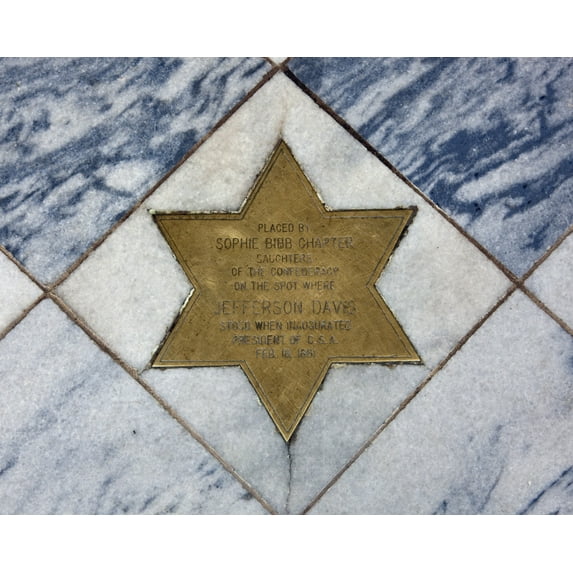 PLACED BY
SOPHIE BIBB CHAPTER
DAUGHTERS
OF THE CONFEDERACY
ON THE SPOT WHERE
JEFFERSON DAVIS
STOOD WHEN INAUGURATED
PRESIDENT OF C.S.A.
FEB. 18, 1861